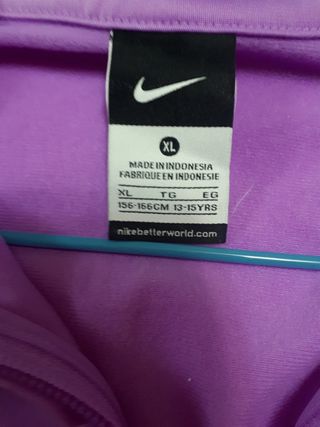 XL
MADE IN INDONESIA
FABRIQUE EN INDONESIE
XL TG EG
156-166CM 13-15YRS
nikebetterworld.com